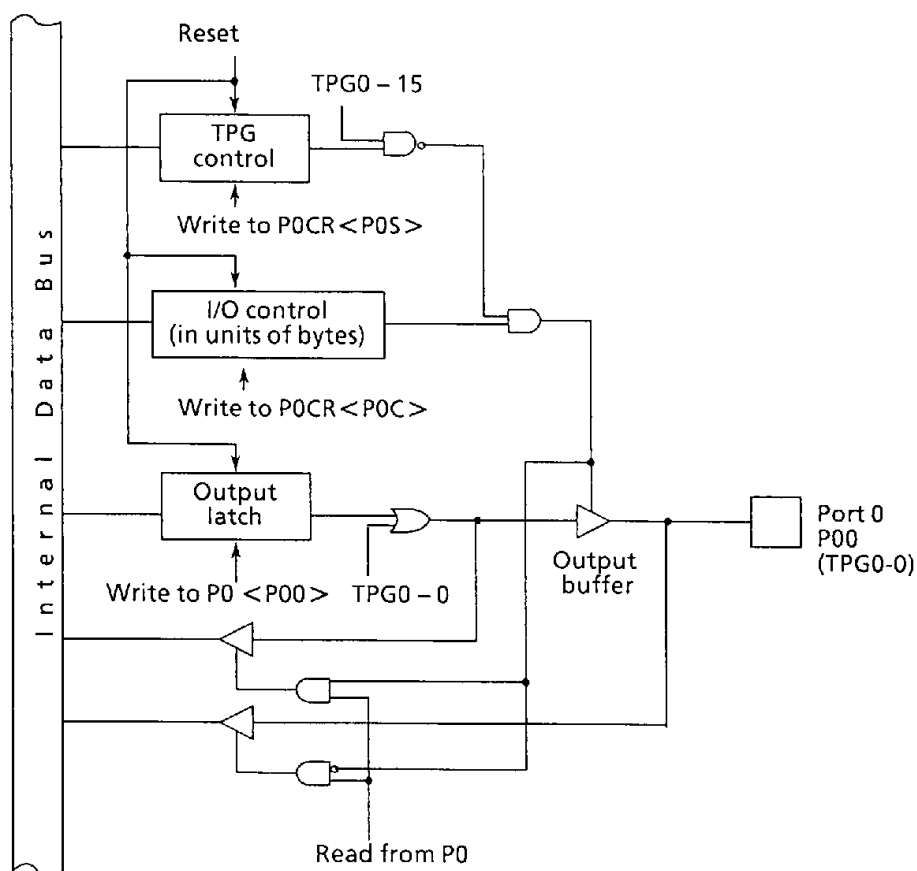 Reset
TPG0 – 15
TPG
control
Write to P0CR<P0S>
Internal Data Bus
I/O control
(in units of bytes)
Write to P0CR<P0C>
Output
latch
Port 0
P00
(TPG0-0)
Output
buffer
Write to P0 <P00>
TPG0 – 0
Read from P0